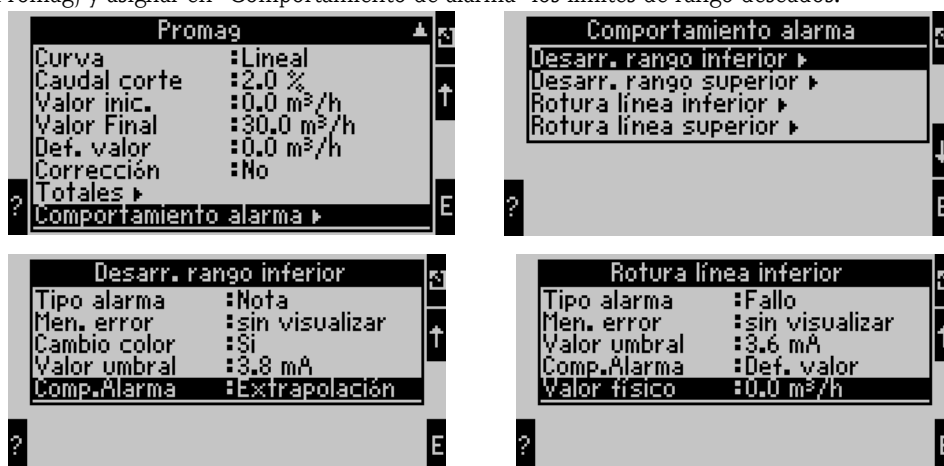 Promag) y asignar en "Comportamiento de alarma" los límites de rango deseados.
Promag
Curva :Lineal
Caudal corte :2.0 %
Valor inic. :0.0 m³/h
Valor Final :30.0 m³/h
Def. valor :0.0 m³/h
Corrección :No
Totales
Comportamiento alarma
? E
Comportamiento alarma
Desarr. rango inferior
Desarr. rango superior
Rotura línea inferior
Rotura línea superior
? E
Desarr. rango inferior
Tipo alarma :Nota
Men. error :sin visualizar
Cambio color :Si
Valor umbral :3.8 mA
Comp.Alarma :Extrapolación
? E
Rotura línea inferior
Tipo alarma :Fallo
Men. error :sin visualizar
Valor umbral :3.6 mA
Comp.Alarma :Def. valor
Valor físico :0.0 m³/h
? E